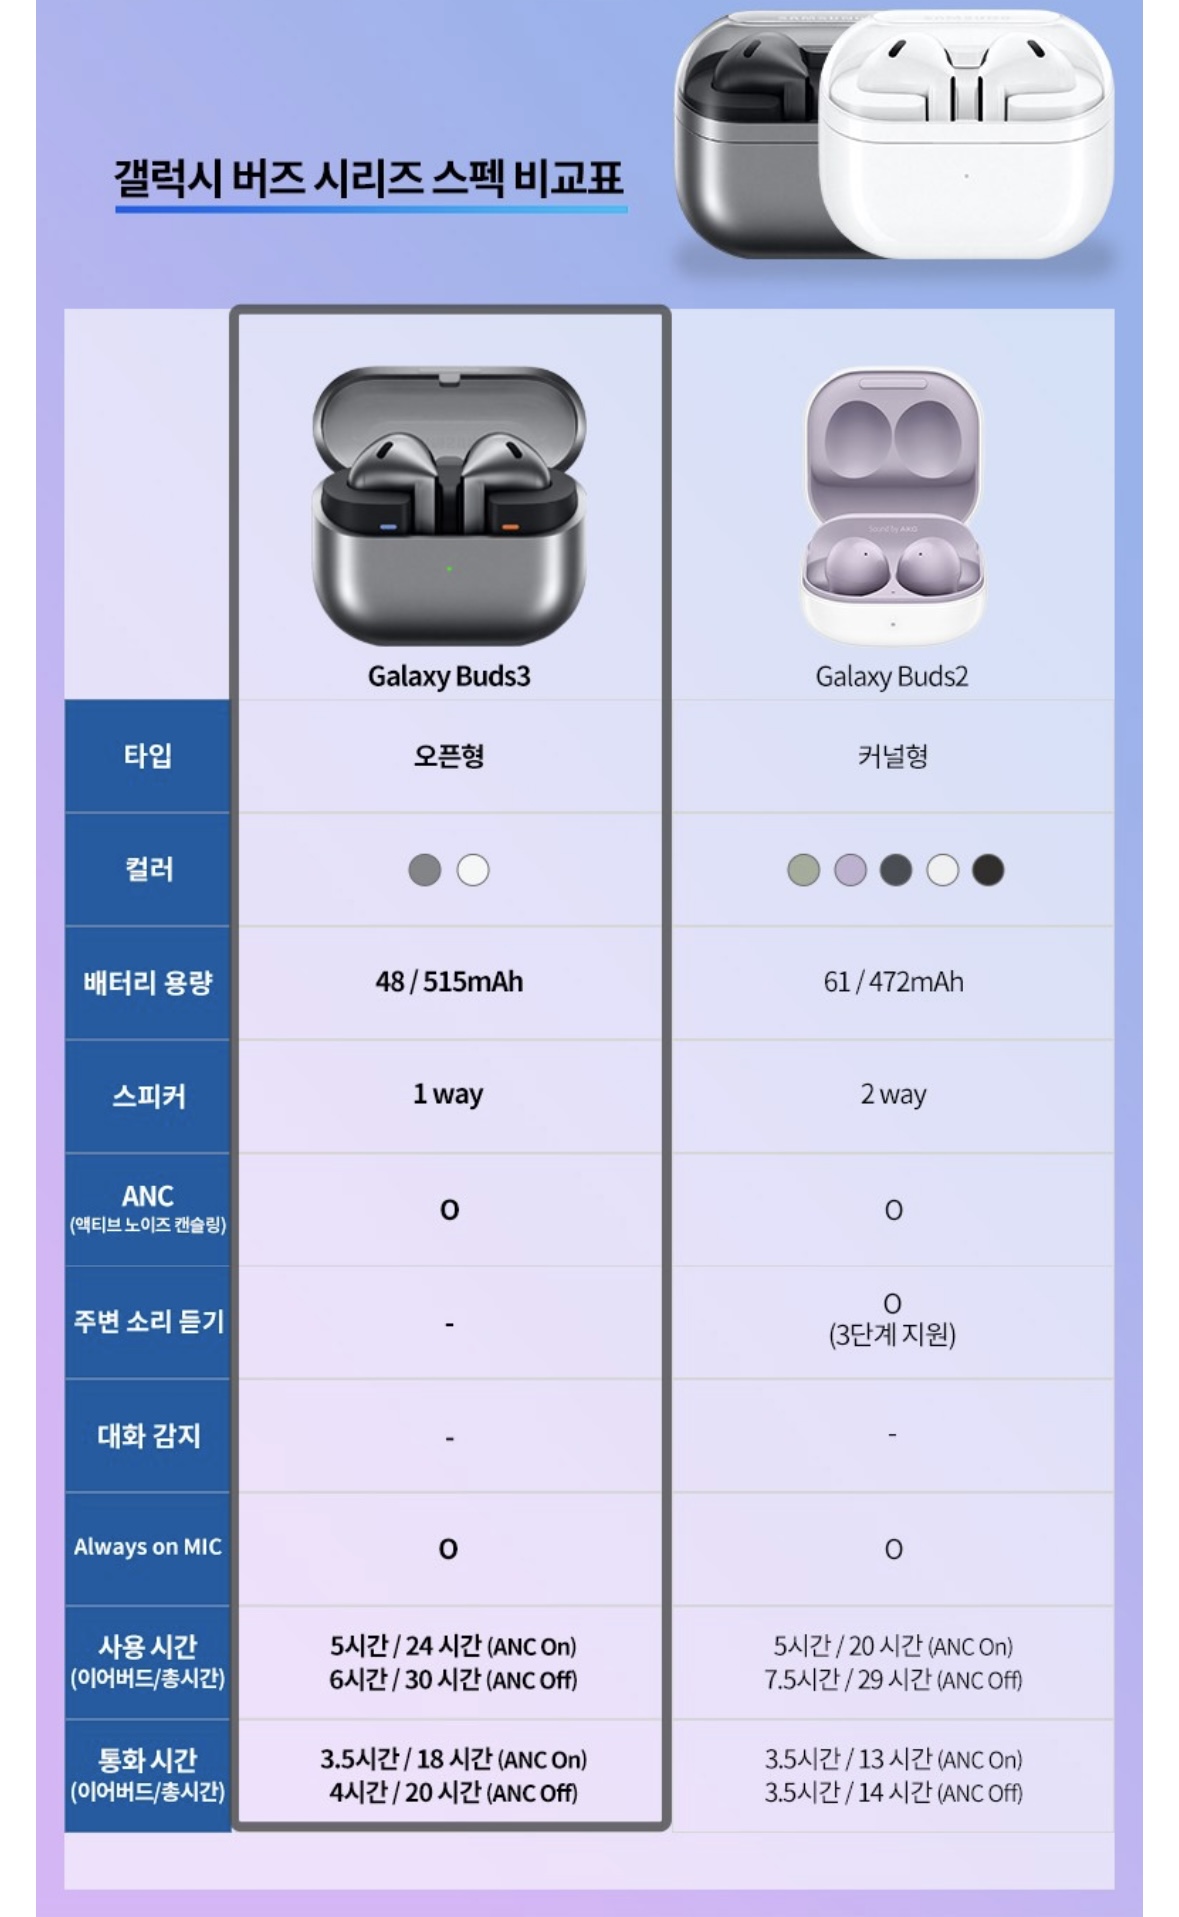 SAMSUNG
SAMSUNG
갤럭시 버즈 시리즈 스펙 비교표
Sound by AKG
Galaxy Buds3
Galaxy Buds2
타입
오픈형
커널형
컬러
배터리 용량
48 / 515mAh
61 / 472mAh
스피커
1 way
2 way
ANC
(액티브 노이즈 캔슬링)
O
O
주변 소리 듣기
-
O
(3단계 지원)
대화 감지
-
-
Always on MIC
O
O
사용 시간
(이어버드/총시간)
5시간 / 24 시간 (ANC On)
6시간 / 30 시간 (ANC Off)
5시간 / 20 시간 (ANC On)
7.5시간 / 29 시간 (ANC Off)
통화 시간
(이어버드/총시간)
3.5시간 / 18 시간 (ANC On)
4시간 / 20 시간 (ANC Off)
3.5시간 / 13 시간 (ANC On)
3.5시간 / 14 시간 (ANC Off)